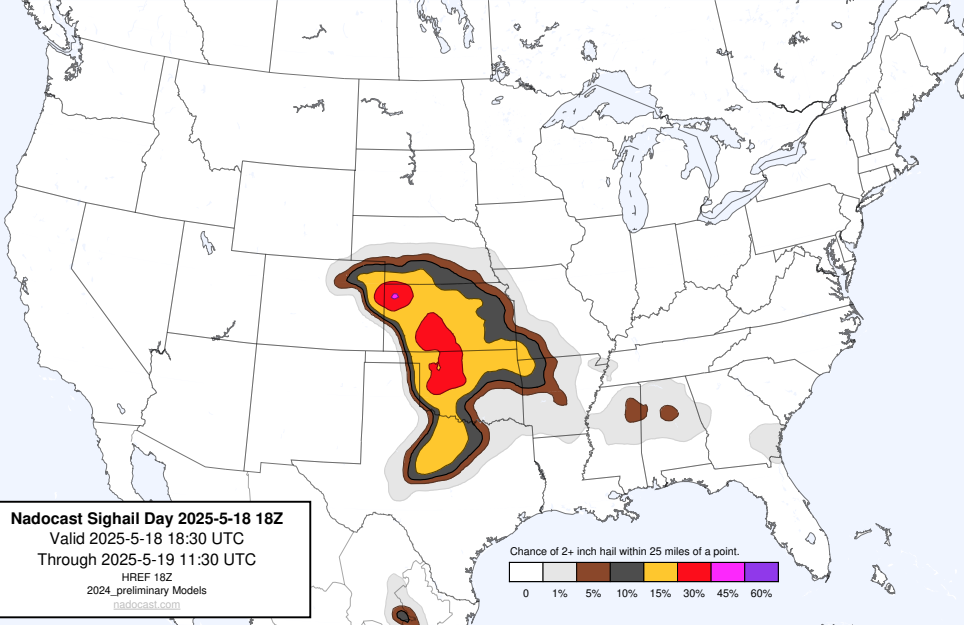 Nadocast Sighail Day 2025-5-18 18Z
Valid 2025-5-18 18:30 UTC
Through 2025-5-19 11:30 UTC
HREF 18Z
2024_preliminary Models
nadocast.com
Chance of 2+ inch hail within 25 miles of a point.
0 1% 5% 10% 15% 30% 45% 60%